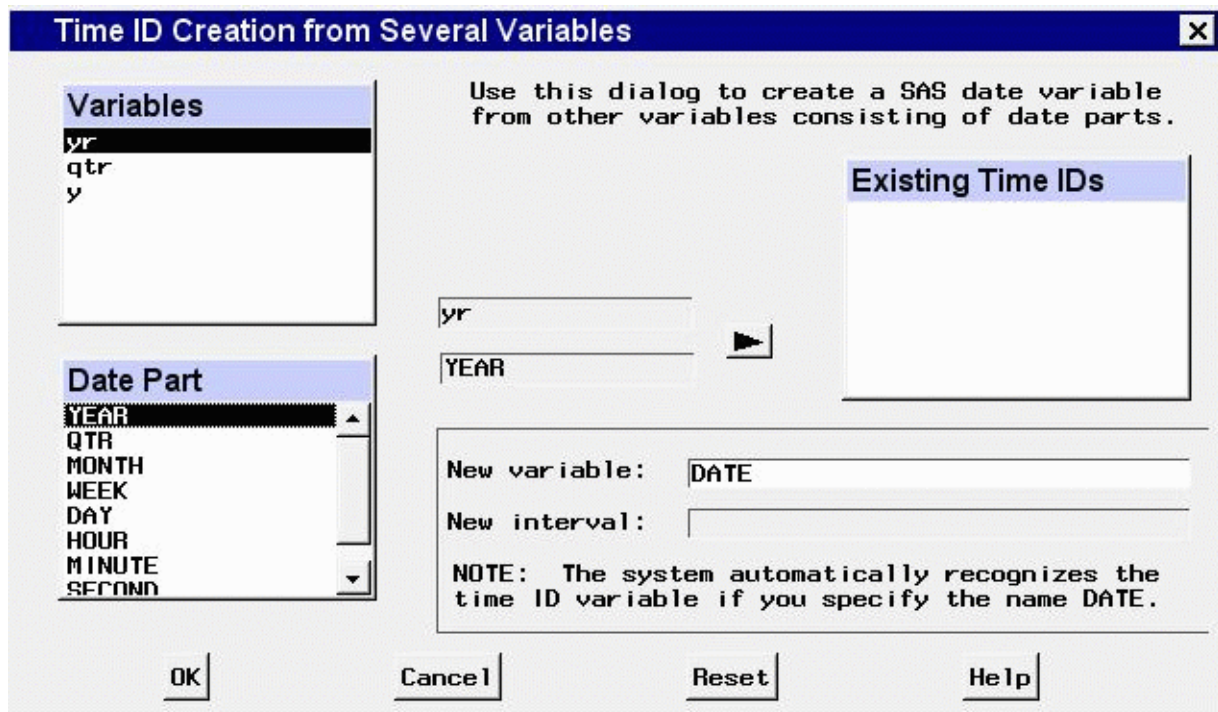 Time ID Creation from Several Variables
Variables
yr
qtr
y
Use this dialog to create a SAS date variable
from other variables consisting of date parts.
Existing Time IDs
yr
YEAR
Date Part
YEAR
QTR
MONTH
WEEK
DAY
HOUR
MINUTE
SECOND
New variable: DATE
New interval:
NOTE: The system automatically recognizes the
time ID variable if you specify the name DATE.
OK Cancel Reset Help